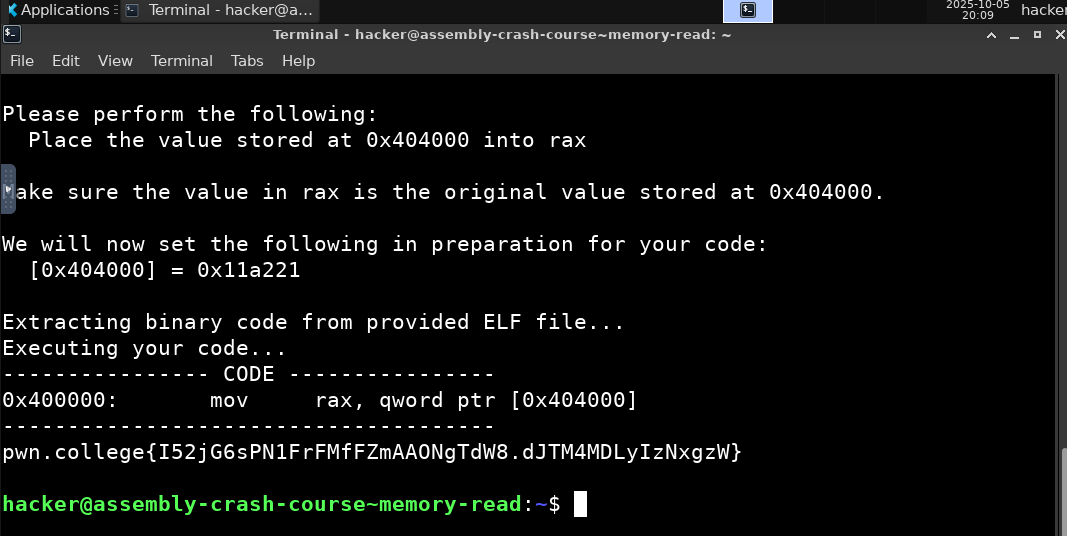 Applications
Terminal - hacker@a...
2025-10-05
20:09
hacker
Terminal - hacker@assembly-crash-course~memory-read: ~
File Edit View Terminal Tabs Help
Please perform the following:
Place the value stored at 0x404000 into rax
ake sure the value in rax is the original value stored at 0x404000.
We will now set the following in preparation for your code:
[0x404000] = 0x11a221
Extracting binary code from provided ELF file...
Executing your code...
---------------- CODE ----------------
0x400000:       mov     rax, qword ptr [0x404000]
--------------------------------------
pwn.college{I52jG6sPN1FrFMfFZmAAONgTdW8.dJTM4MDLyIzNxgzW}
hacker@assembly-crash-course~memory-read:~$